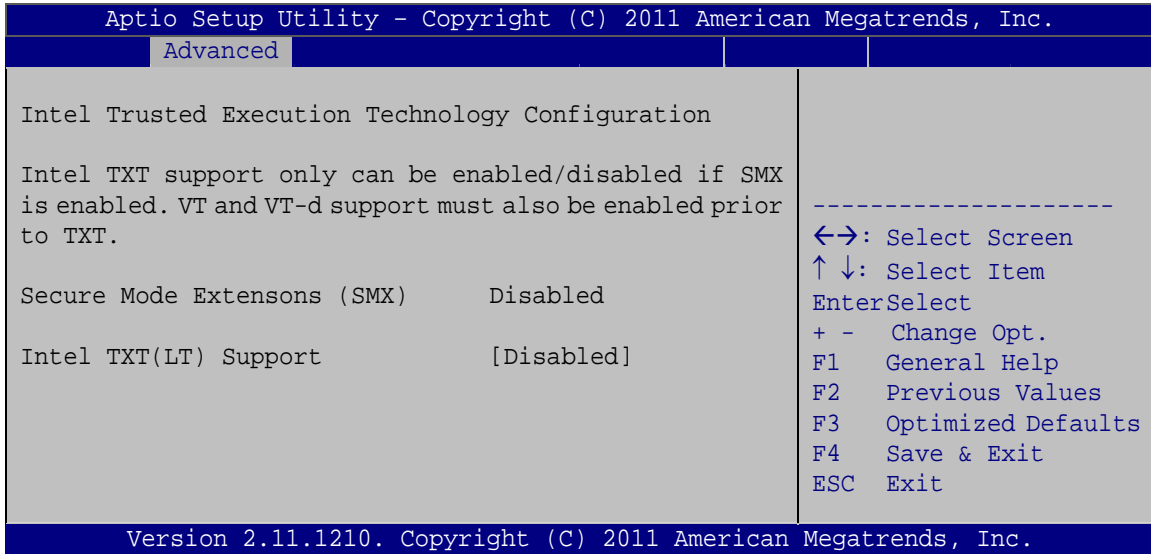 Aptio Setup Utility – Copyright (C) 2011 American Megatrends, Inc.
Advanced
Intel Trusted Execution Technology Configuration
Intel TXT support only can be enabled/disabled if SMX
is enabled. VT and VT-d support must also be enabled prior
to TXT.
Secure Mode Extensons (SMX) Disabled
Intel TXT(LT) Support [Disabled]
---------------------
←→: Select Screen
↑ ↓: Select Item
EnterSelect
+ - Change Opt.
F1 General Help
F2 Previous Values
F3 Optimized Defaults
F4 Save & Exit
ESC Exit
Version 2.11.1210. Copyright (C) 2011 American Megatrends, Inc.